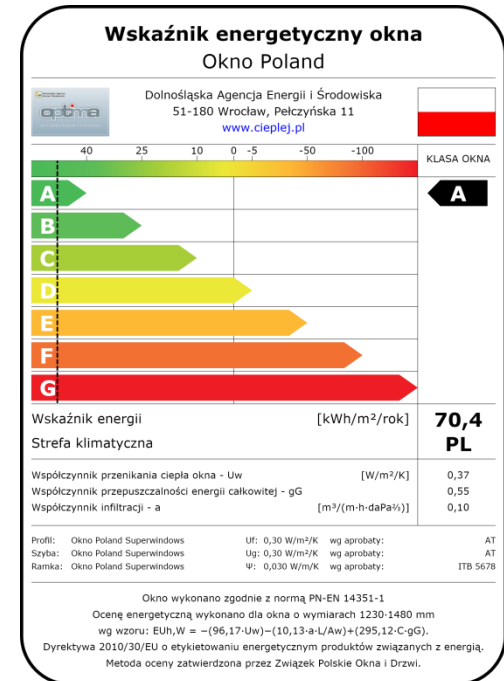 Wskaźnik energetyczny okna
Okno Poland
optima
Dolnośląska Agencja Energii i Środowiska
51-180 Wrocław, Pełczyńska 11
www.cieplej.pl
40 25 10 0 -5 -50 -100
KLASA OKNA
A
A
B
C
D
E
F
G
Wskaźnik energii [kWh/m²/rok] 70,4
Strefa klimatyczna PL
Współczynnik przenikania ciepła okna - Uw [W/m²/K] 0,37
Współczynnik przepuszczalności energii całkowitej - gG 0,55
Współczynnik infiltracji - a [m³/(m·h·daPa⅔)] 0,10
Profil: Okno Poland Superwindows Uf: 0,30 W/m²/K wg aprobaty: AT
Szyba: Okno Poland Superwindows Ug: 0,30 W/m²/K wg aprobaty: AT
Ramka: Okno Poland Superwindows Ψ: 0,030 W/m/K wg aprobaty: ITB 5678
Okno wykonano zgodnie z normą PN-EN 14351-1
Ocenę energetyczną wykonano dla okna o wymiarach 1230·1480 mm
wg wzoru: EUh,W = −(96,17·Uw)−(10,13·a·L/Aw)+(295,12·C·gG).
Dyrektywa 2010/30/EU o etykietowaniu energetycznym produktów związanych z energią.
Metoda oceny zatwierdzona przez Związek Polskie Okna i Drzwi.